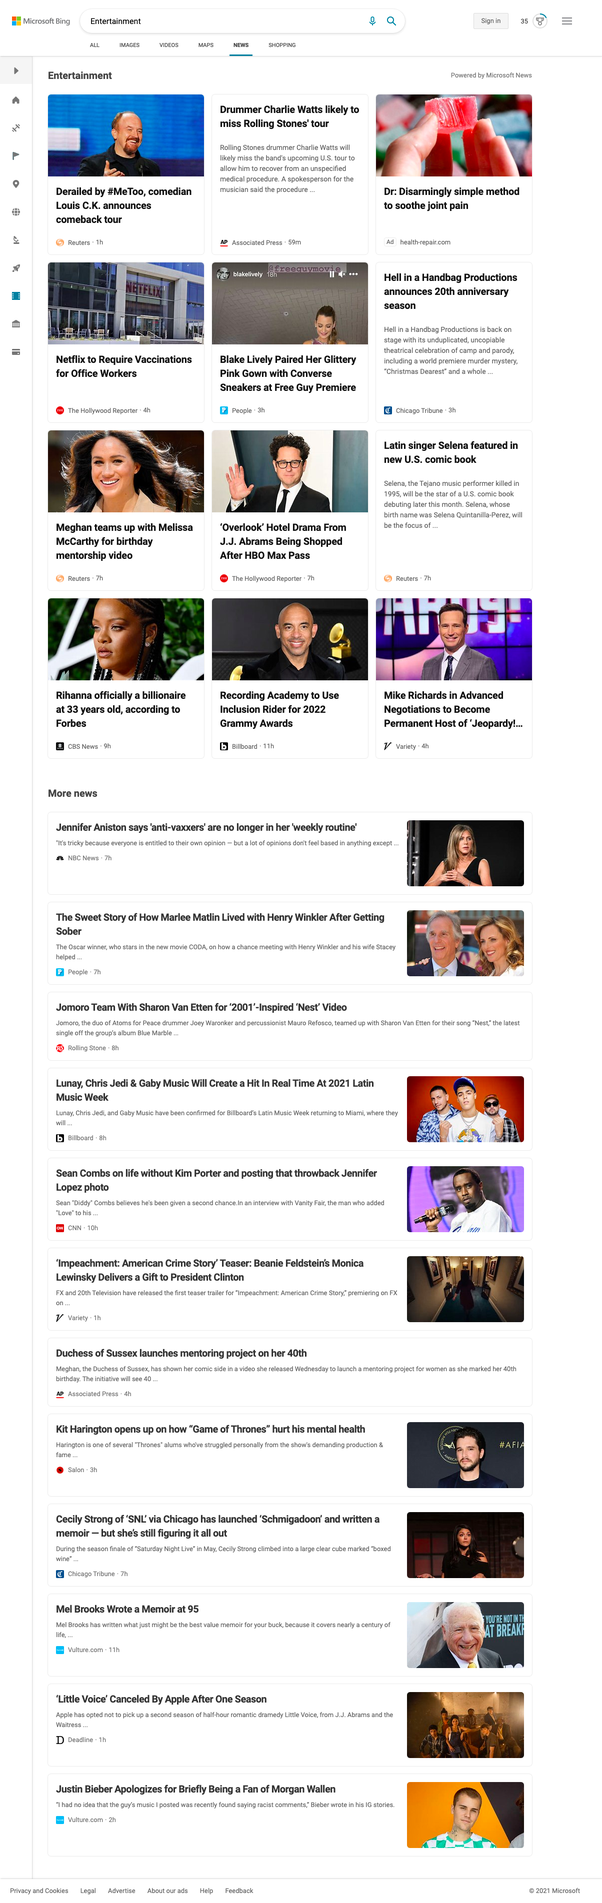 Microsoft Bing
Entertainment
Sign in
35
ALL
IMAGES
VIDEOS
MAPS
NEWS
SHOPPING
Entertainment
Powered by Microsoft News
Derailed by #MeToo, comedian
Louis C.K. announces
comeback tour
Reuters · 1h
Drummer Charlie Watts likely to
miss Rolling Stones' tour
Rolling Stones drummer Charlie Watts will
likely miss the band's upcoming U.S. tour to
allow him to recover from an unspecified
medical procedure. A spokesperson for the
musician said the procedure ...
AP Associated Press · 59m
Dr: Disarmingly simple method
to soothe joint pain
Ad health-repair.com
NETFLIX
Netflix to Require Vaccinations
for Office Workers
The Hollywood Reporter · 4h
blakelively 18h
#freeguymovie
Blake Lively Paired Her Glittery
Pink Gown with Converse
Sneakers at Free Guy Premiere
People · 3h
Hell in a Handbag Productions
announces 20th anniversary
season
Hell in a Handbag Productions is back on
stage with its unduplicated, uncopiable
theatrical celebration of camp and parody,
including a world premiere murder mystery,
"Christmas Dearest" and a whole ...
Chicago Tribune · 3h
Meghan teams up with Melissa
McCarthy for birthday
mentorship video
Reuters · 7h
‘Overlook’ Hotel Drama From
J.J. Abrams Being Shopped
After HBO Max Pass
The Hollywood Reporter · 7h
Latin singer Selena featured in
new U.S. comic book
Selena, the Tejano music performer killed in
1995, will be the star of a U.S. comic book
debuting later this month. Selena, whose
birth name was Selena Quintanilla-Perez, will
be the focus of ...
Reuters · 7h
Rihanna officially a billionaire
at 33 years old, according to
Forbes
CBS News · 9h
Recording Academy to Use
Inclusion Rider for 2022
Grammy Awards
Billboard · 11h
Mike Richards in Advanced
Negotiations to Become
Permanent Host of ‘Jeopardy!...
Variety · 4h
More news
Jennifer Aniston says 'anti-vaxxers' are no longer in her 'weekly routine'
"It's tricky because everyone is entitled to their own opinion — but a lot of opinions don't feel based in anything except ...
NBC News · 7h
The Sweet Story of How Marlee Matlin Lived with Henry Winkler After Getting
Sober
The Oscar winner, who stars in the new movie CODA, on how a chance meeting with Henry Winkler and his wife Stacey
helped ...
People · 7h
Jomoro Team With Sharon Van Etten for ‘2001’-Inspired ‘Nest’ Video
Jomoro, the duo of Atoms for Peace drummer Joey Waronker and percussionist Mauro Refosco, teamed up with Sharon Van Etten for their song “Nest,” the latest
single off the group's album Blue Marble ...
Rolling Stone · 8h
Lunay, Chris Jedi & Gaby Music Will Create a Hit In Real Time At 2021 Latin
Music Week
Lunay, Chris Jedi, and Gaby Music have been confirmed for Billboard's Latin Music Week returning to Miami, where they
will ...
Billboard · 8h
Sean Combs on life without Kim Porter and posting that throwback Jennifer
Lopez photo
Sean "Diddy" Combs believes he's been given a second chance.In an interview with Vanity Fair, the man who added
"Love" to his ...
CNN · 10h
‘Impeachment: American Crime Story’ Teaser: Beanie Feldstein's Monica
Lewinsky Delivers a Gift to President Clinton
FX and 20th Television have released the first teaser trailer for “Impeachment: American Crime Story,” premiering on FX
on ...
Variety · 1h
Duchess of Sussex launches mentoring project on her 40th
Meghan, the Duchess of Sussex, has shown her comic side in a video she released Wednesday to launch a mentoring project for women as she marked her 40th
birthday. The initiative will see 40 ...
AP Associated Press · 4h
Kit Harington opens up on how “Game of Thrones” hurt his mental health
Harington is one of several "Thrones" alums who've struggled personally from the show's demanding production &
fame ...
Salon · 3h
#AFIA
Cecily Strong of ‘SNL’ via Chicago has launched ‘Schmigadoon’ and written a
memoir — but she’s still figuring it all out
During the season finale of “Saturday Night Live” in May, Cecily Strong climbed into a large clear cube marked “boxed
wine” ...
Chicago Tribune · 7h
Mel Brooks Wrote a Memoir at 95
Mel Brooks has written what just might be the best value memoir for your buck, because it covers nearly a century of
life, ...
Vulture.com · 11h
‘Little Voice’ Canceled By Apple After One Season
Apple has opted not to pick up a second season of half-hour romantic dramedy Little Voice, from J.J. Abrams and the
Waitress ...
Deadline · 1h
Justin Bieber Apologizes for Briefly Being a Fan of Morgan Wallen
“I had no idea that the guy's music I posted was recently found saying racist comments,” Bieber wrote in his IG stories.
Vulture.com · 2h
Privacy and Cookies
Legal
Advertise
About our ads
Help
Feedback
© 2021 Microsoft